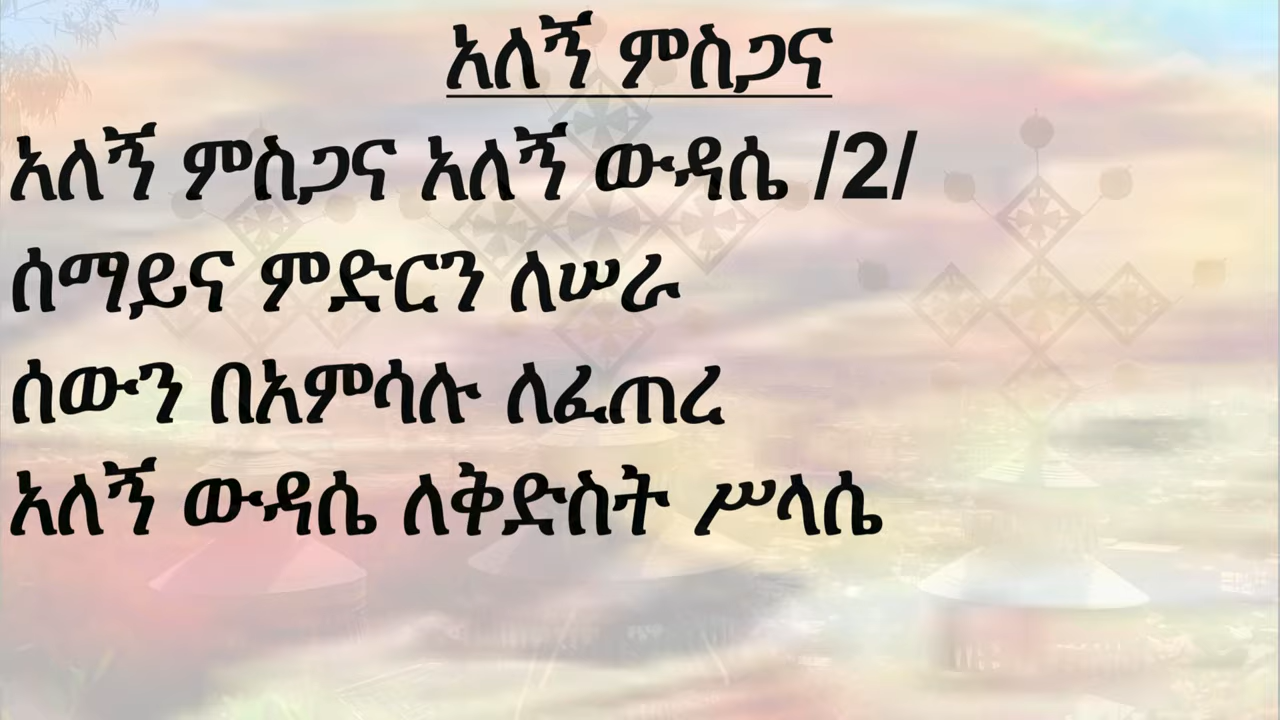 አለኝ ምስጋና
አለኝ ምስጋና አለኝ ውዳሴ /2/
ሰማይና ምድርን ለሠራ
ሰውን በአምሳሉ ለፈጠረ
አለኝ ውዳሴ ለቅድስት ሥላሴ